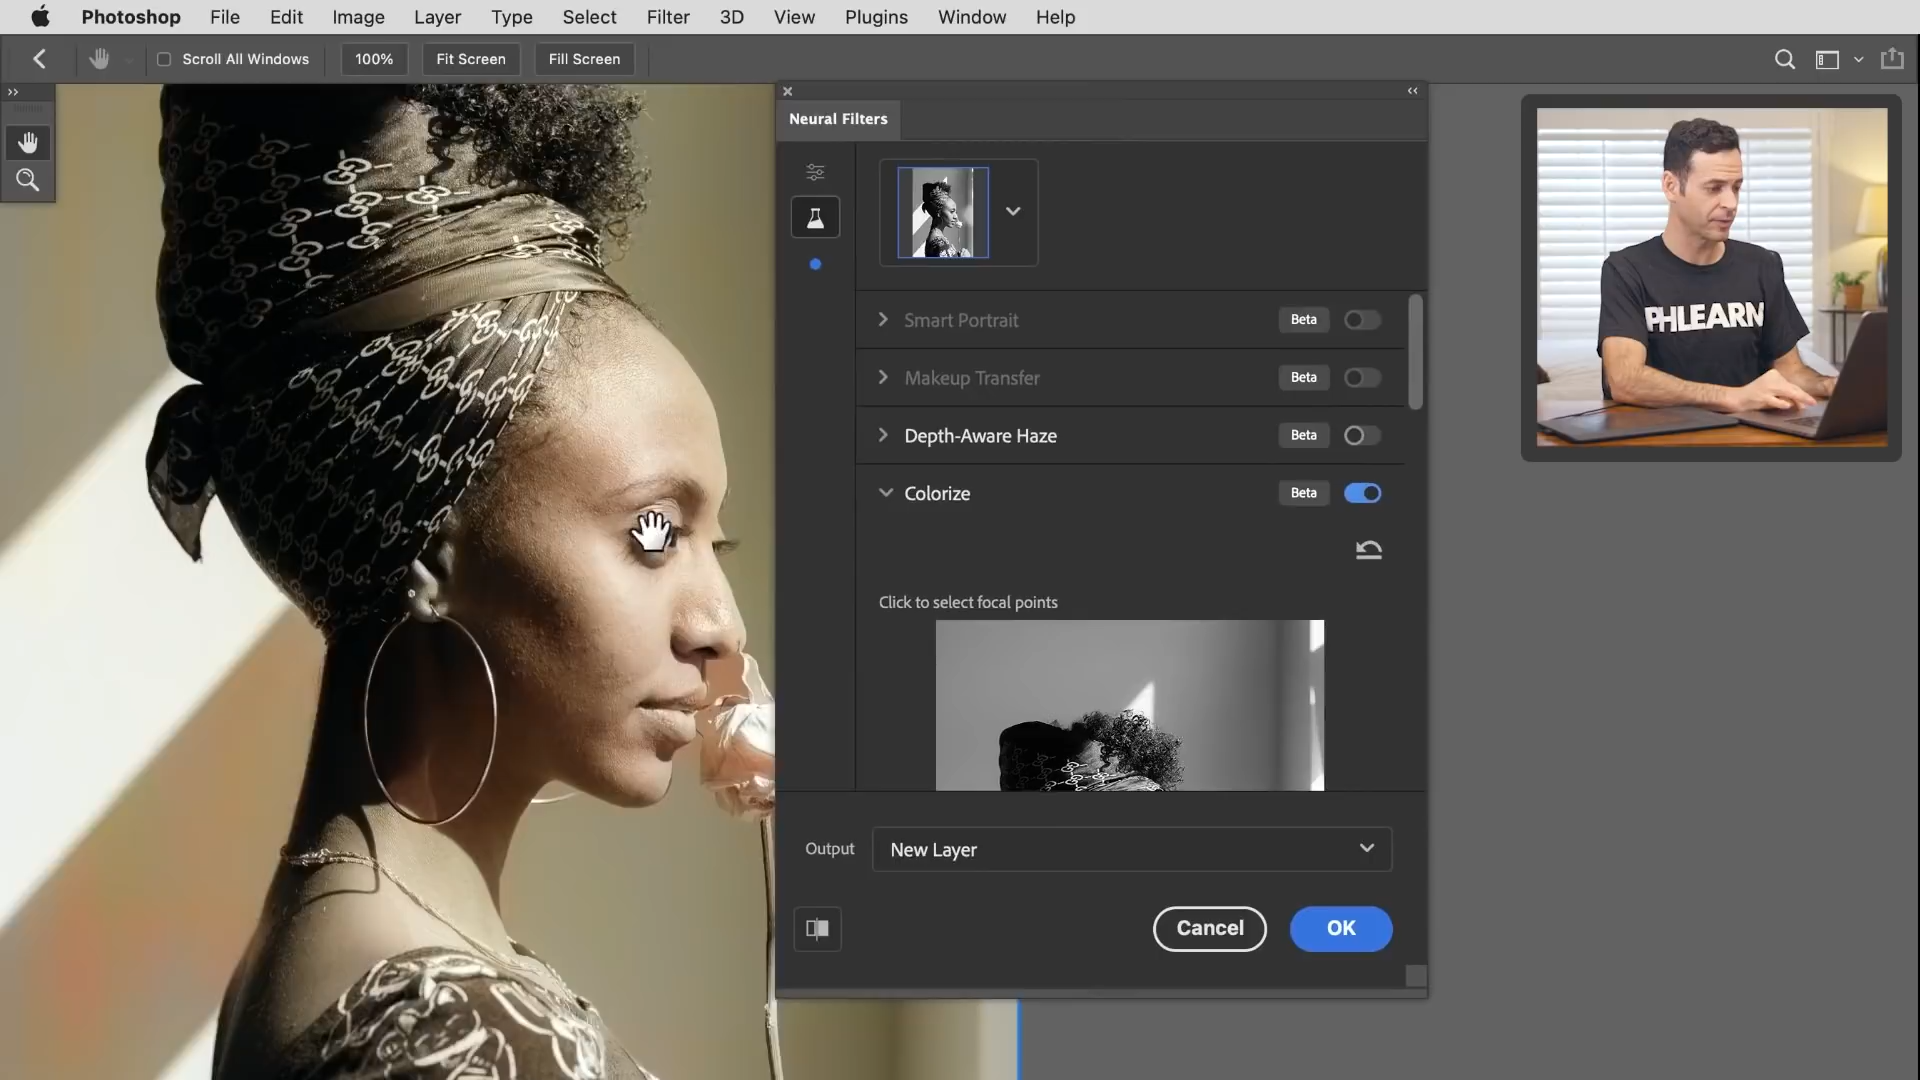 Photoshop File Edit Image Layer Type Select Filter 3D View Plugins Window Help
Scroll All Windows 100% Fit Screen Fill Screen
Neural Filters
Smart Portrait Beta
Makeup Transfer Beta
Depth-Aware Haze Beta
Colorize Beta
Click to select focal points
Output New Layer
Cancel OK
PHLEARN